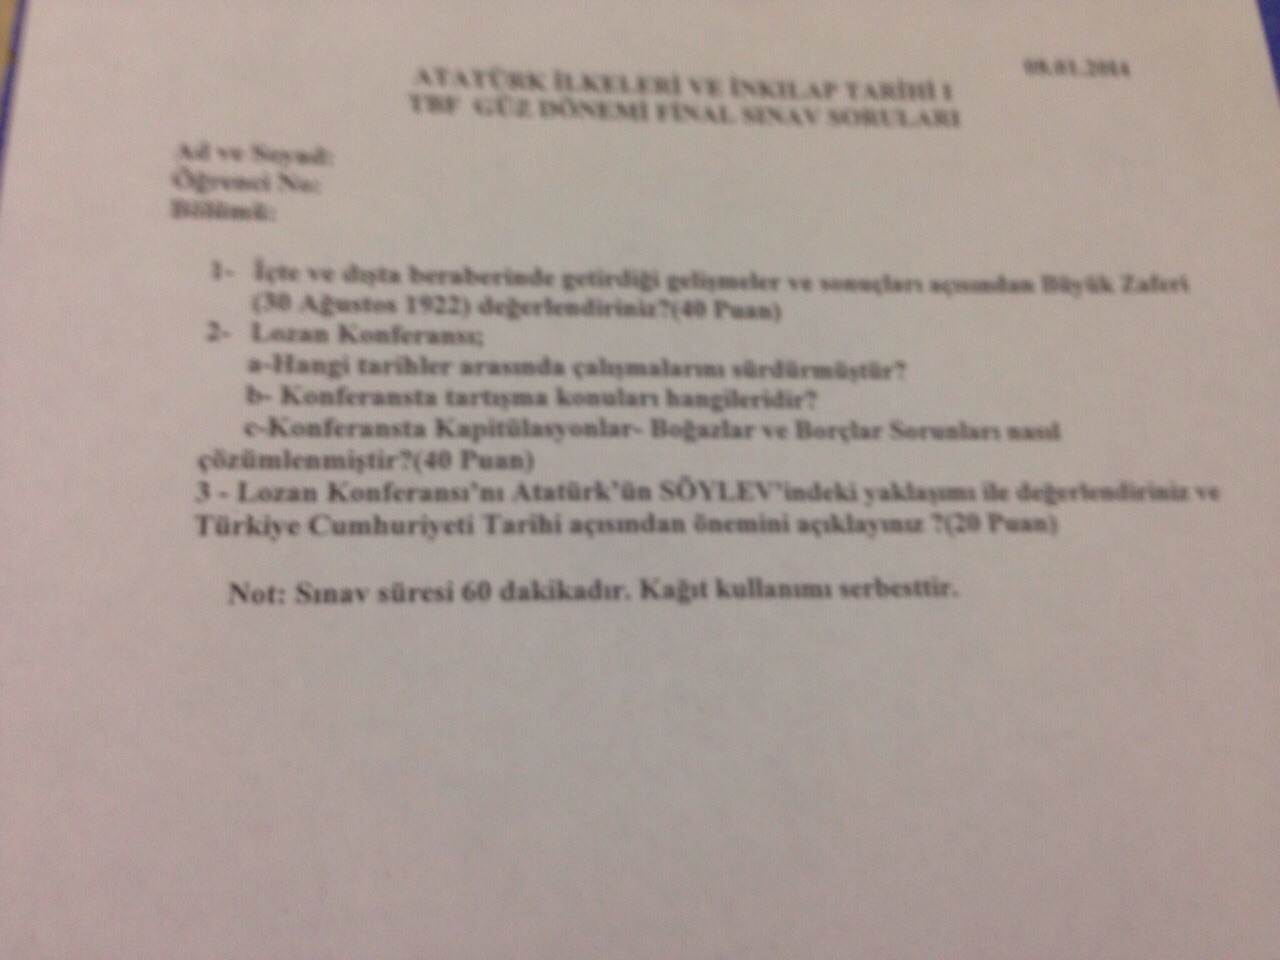 08.01.2014
ATATÜRK İLKELERİ VE İNKILAP TARİHİ I
TBF GÜZ DÖNEMİ FİNAL SINAV SORULARI
Ad ve Soyad:
Öğrenci No:
Bölümü:
1- İçte ve dışta beraberinde getirdiği gelişmeler ve sonuçları açısından Büyük Zaferi
(30 Ağustos 1922) değerlendiriniz?(40 Puan)
2- Lozan Konferansı;
a-Hangi tarihler arasında çalışmalarını sürdürmüştür?
b- Konferansta tartışma konuları hangileridir?
c-Konferansta Kapitülasyonlar- Boğazlar ve Borçlar Sorunları nasıl
çözümlenmiştir?(40 Puan)
3 - Lozan Konferansı'nı Atatürk'ün SÖYLEV'indeki yaklaşımı ile değerlendiriniz ve
Türkiye Cumhuriyeti Tarihi açısından önemini açıklayınız ?(20 Puan)
Not: Sınav süresi 60 dakikadır. Kağıt kullanımı serbesttir.